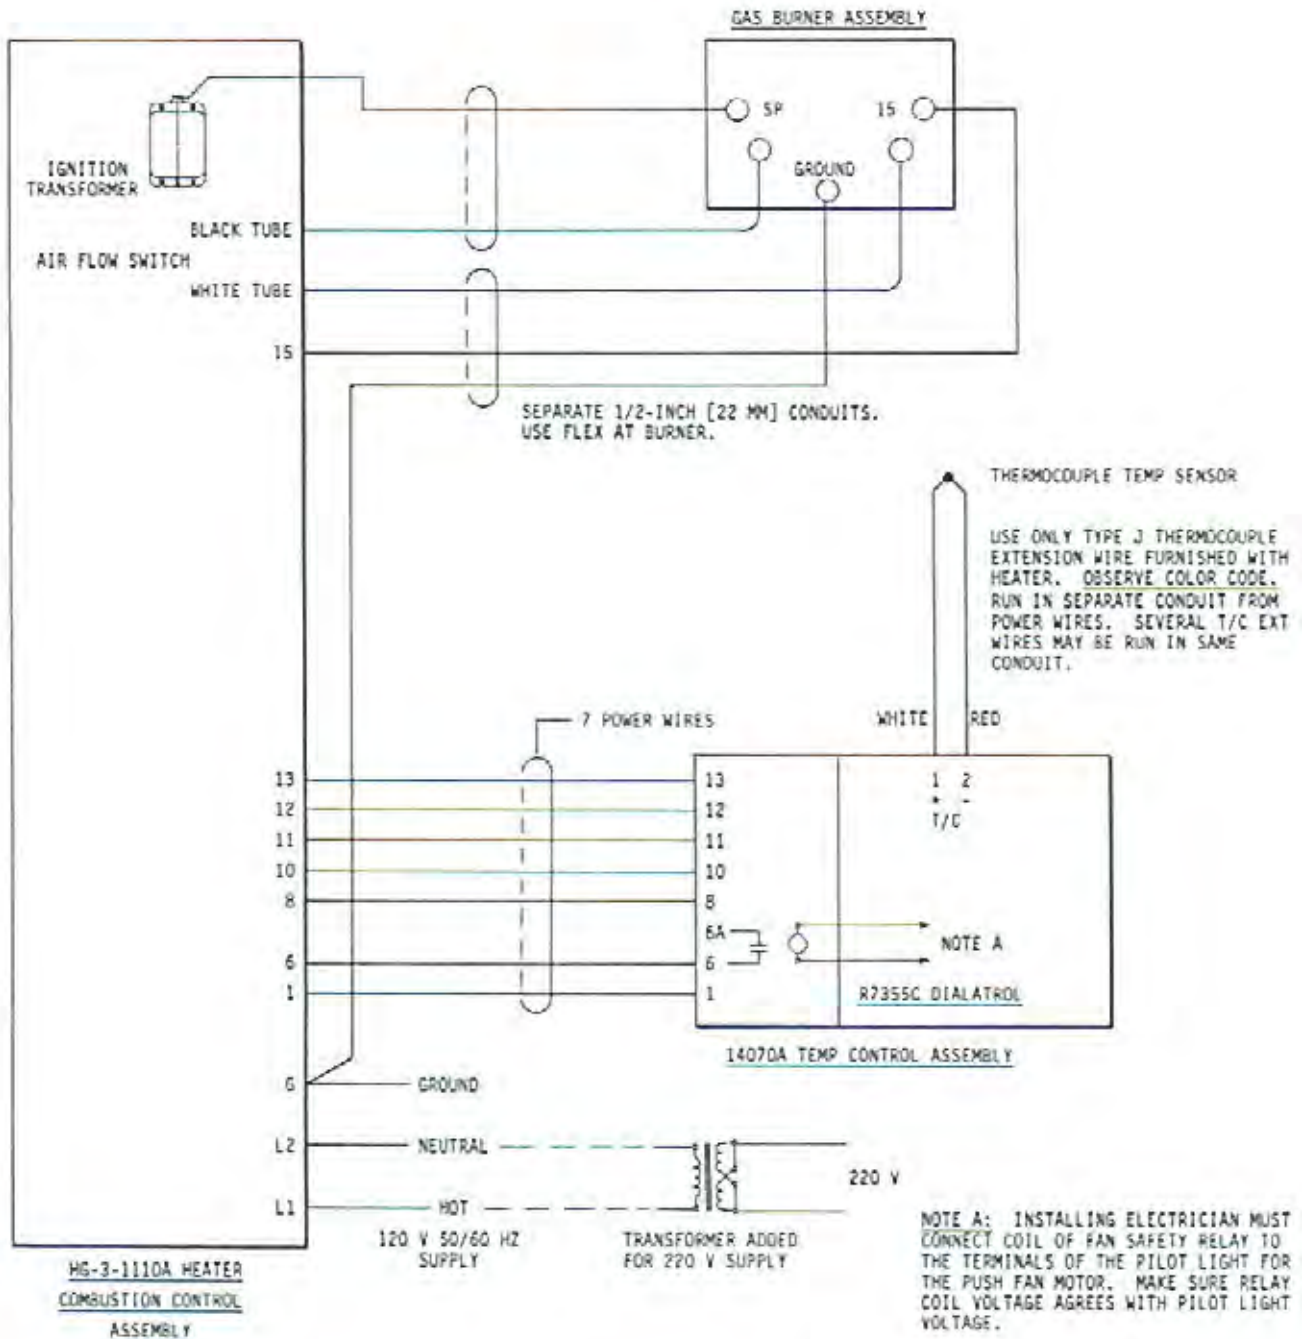 GAS BURNER ASSEMBLY
SP
15
GROUND
IGNITION
TRANSFORMER
BLACK TUBE
AIR FLOW SWITCH
WHITE TUBE
15
SEPARATE 1/2-INCH [22 MM] CONDUITS.
USE FLEX AT BURNER.
THERMOCOUPLE TEMP SENSOR
USE ONLY TYPE J THERMOCOUPLE
EXTENSION WIRE FURNISHED WITH
HEATER. OBSERVE COLOR CODE.
RUN IN SEPARATE CONDUIT FROM
POWER WIRES. SEVERAL T/C EXT
WIRES MAY BE RUN IN SAME
CONDUIT.
7 POWER WIRES
WHITE
RED
13
12
11
10
8
6
1
13
12
11
10
8
6A
6
1
1 2
+ -
T/C
NOTE A
R7355C DIALATROL
14070A TEMP CONTROL ASSEMBLY
G
GROUND
L2
NEUTRAL
L1
HOT
220 V
120 V 50/60 HZ
SUPPLY
TRANSFORMER ADDED
FOR 220 V SUPPLY
HG-3-1110A HEATER
COMBUSTION CONTROL
ASSEMBLY
NOTE A: INSTALLING ELECTRICIAN MUST
CONNECT COIL OF FAN SAFETY RELAY TO
THE TERMINALS OF THE PILOT LIGHT FOR
THE PUSH FAN MOTOR. MAKE SURE RELAY
COIL VOLTAGE AGREES WITH PILOT LIGHT
VOLTAGE.